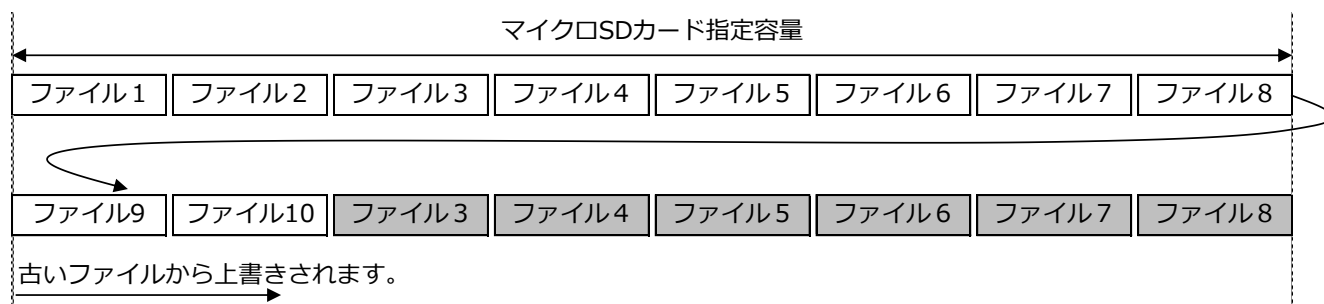 マイクロSDカード指定容量
ファイル1 ファイル2 ファイル3 ファイル4 ファイル5 ファイル6 ファイル7 ファイル8
ファイル9 ファイル10 ファイル3 ファイル4 ファイル5 ファイル6 ファイル7 ファイル8
古いファイルから上書きされます。